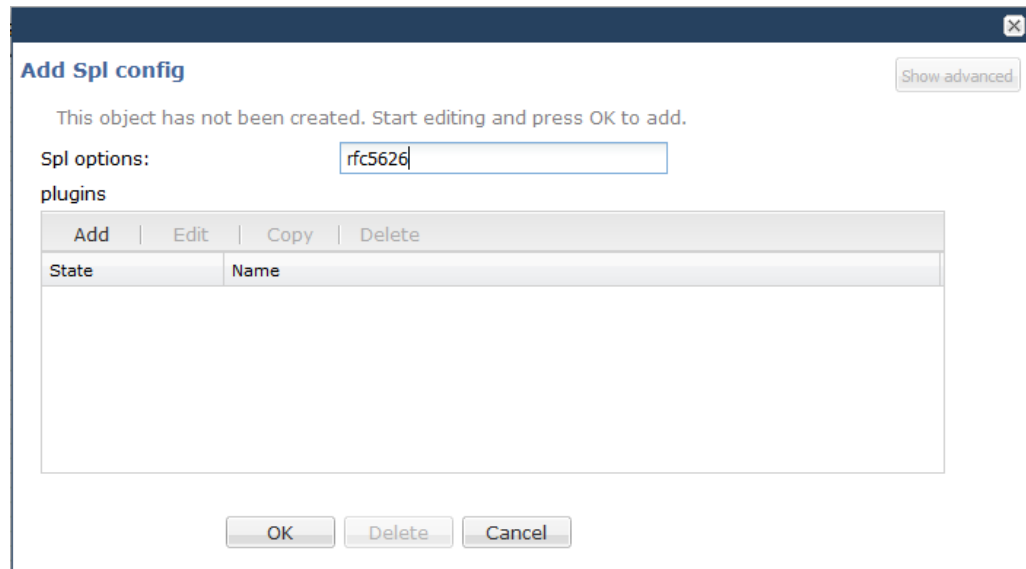 Add Spl config
Show advanced
This object has not been created. Start editing and press OK to add.
Spl options: rfc5626
plugins
Add | Edit | Copy | Delete
State Name
OK Delete Cancel